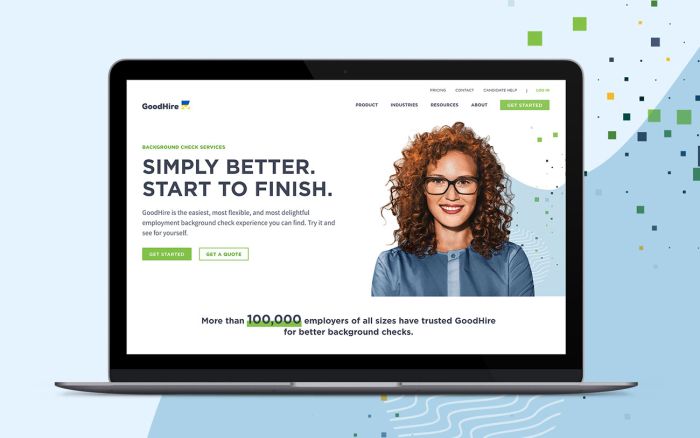 PRICING CONTACT CANDIDATE HELP | LOG IN
GoodHire
PRODUCT INDUSTRIES RESOURCES ABOUT GET STARTED
BACKGROUND CHECK SERVICES
SIMPLY BETTER.
START TO FINISH.
GoodHire is the easiest, most flexible, and most delightful
employment background check experience you can find. Try it and
see for yourself.
GET STARTED GET A QUOTE
More than 100,000 employers of all sizes have trusted GoodHire
for better background checks.